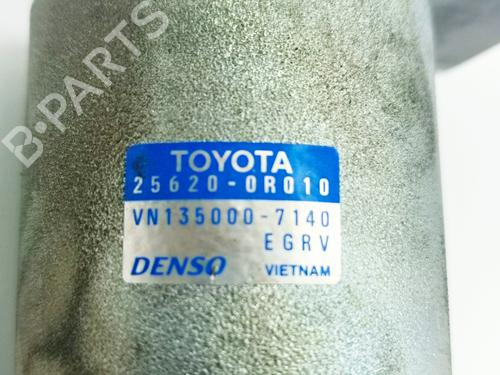 B-PARTS
TOYOTA
25620-0R010
VN135000-7140
EGRV
DENSO VIETNAM